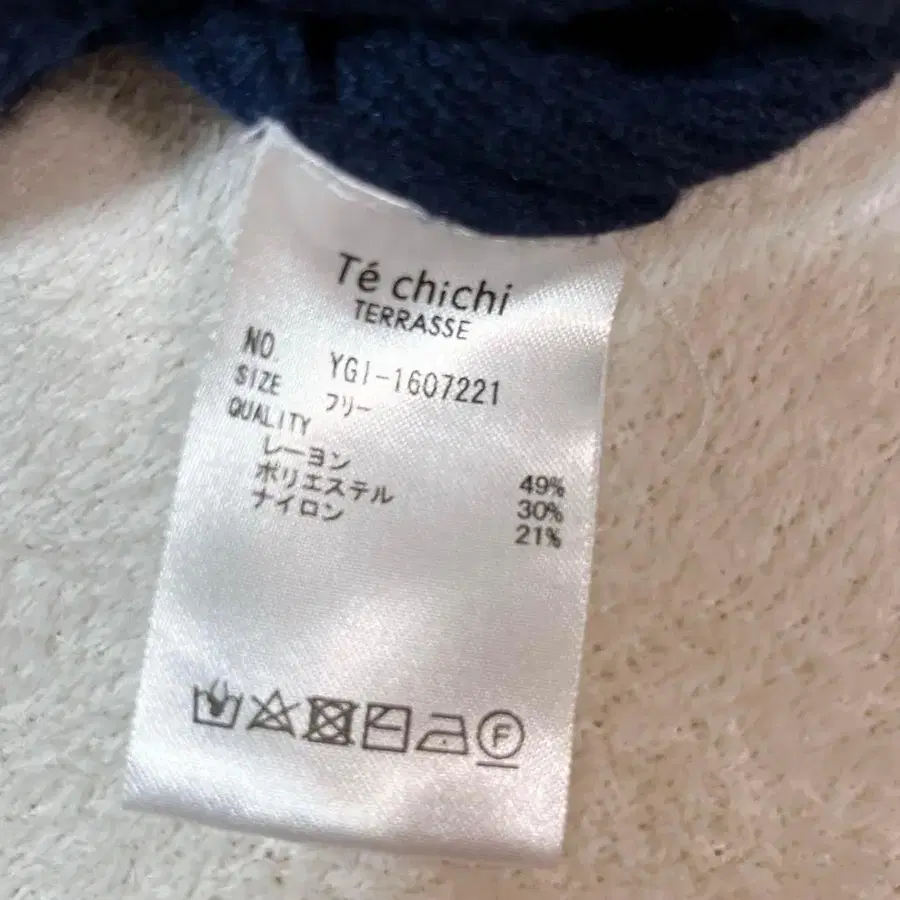 Té chichi
TERRASSE
NO YGI-1607221
SIZE フリー
QUALITY
レーヨン 49%
ポリエステル 30%
ナイロン 21%
F